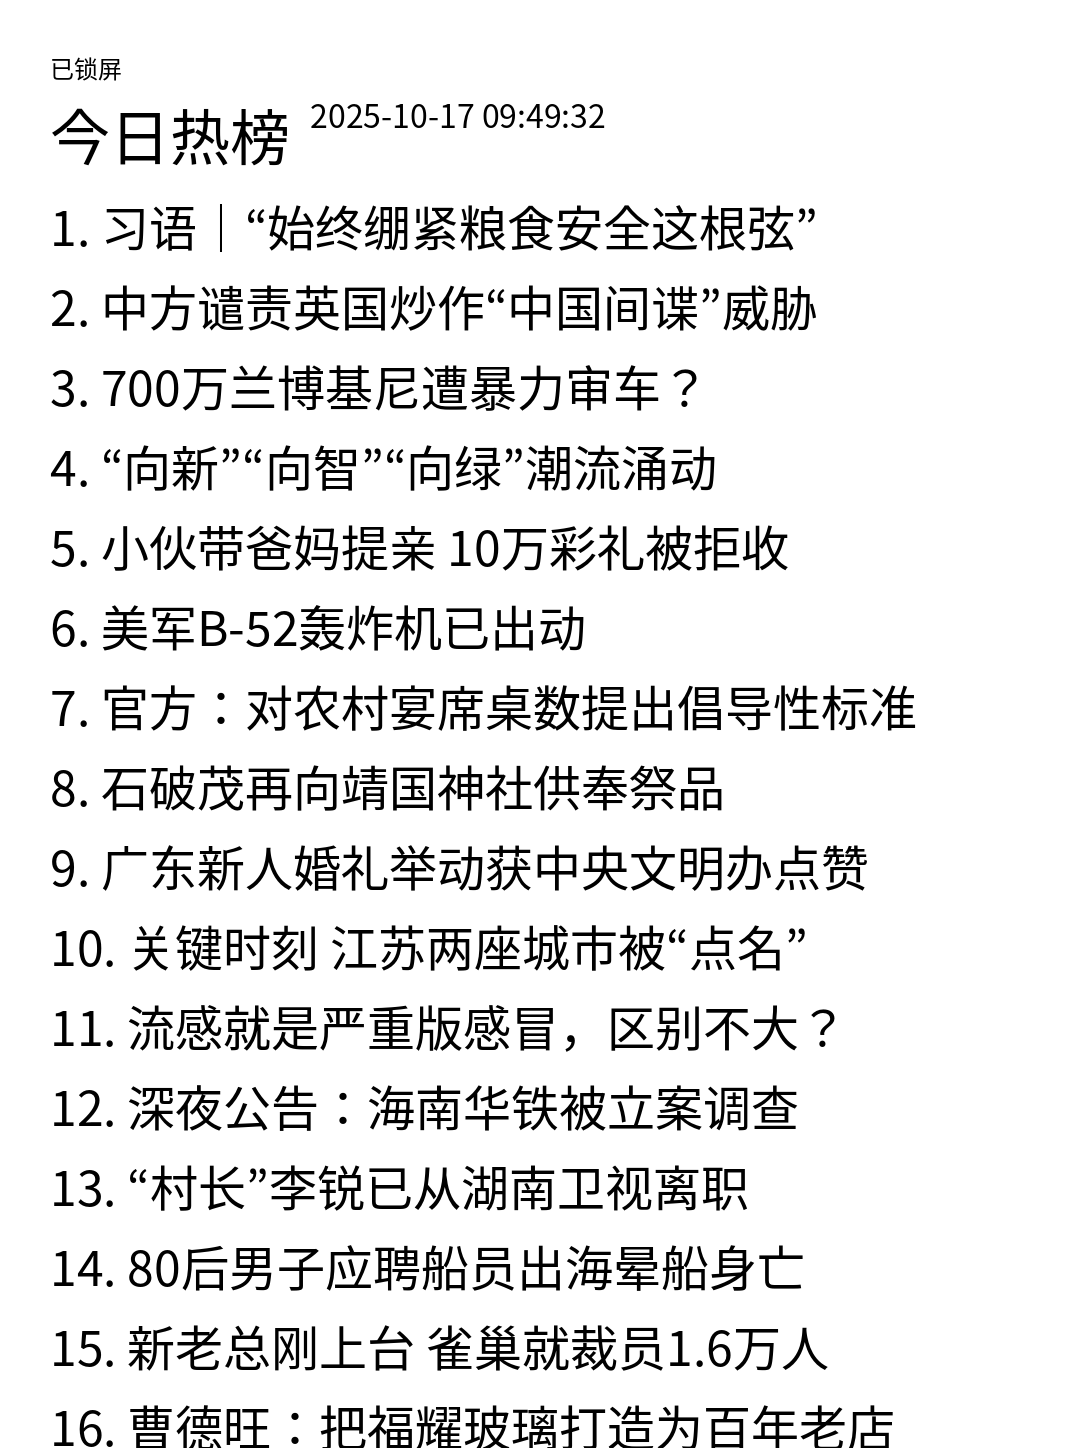 已锁屏
今日热榜 2025-10-17 09:49:32
1. 习语｜“始终绷紧粮食安全这根弦”
2. 中方谴责英国炒作“中国间谍”威胁
3. 700万兰博基尼遭暴力审车？
4. “向新”“向智”“向绿”潮流涌动
5. 小伙带爸妈提亲 10万彩礼被拒收
6. 美军B-52轰炸机已出动
7. 官方：对农村宴席桌数提出倡导性标准
8. 石破茂再向靖国神社供奉祭品
9. 广东新人婚礼举动获中央文明办点赞
10. 关键时刻 江苏两座城市被“点名”
11. 流感就是严重版感冒，区别不大？
12. 深夜公告：海南华铁被立案调查
13. “村长”李锐已从湖南卫视离职
14. 80后男子应聘船员出海晕船身亡
15. 新老总刚上台 雀巢就裁员1.6万人
16. 曹德旺：把福耀玻璃打造为百年老店